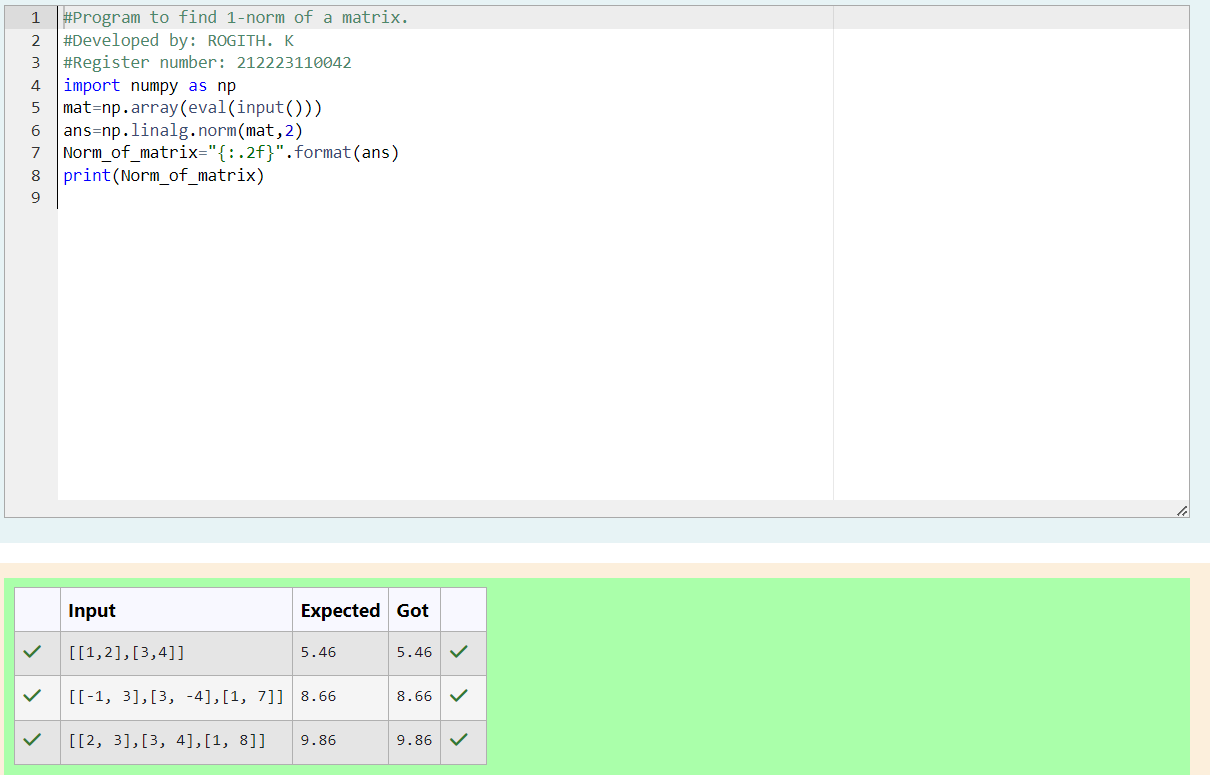 1 #Program to find 1-norm of a matrix.
2 #Developed by: ROGITH. K
3 #Register number: 212223110042
4 import numpy as np
5 mat=np.array(eval(input()))
6 ans=np.linalg.norm(mat,2)
7 Norm_of_matrix="{:.2f}".format(ans)
8 print(Norm_of_matrix)
9
Input Expected Got
[[1,2],[3,4]] 5.46 5.46
[[-1, 3],[3, -4],[1, 7]] 8.66 8.66
[[2, 3],[3, 4],[1, 8]] 9.86 9.86